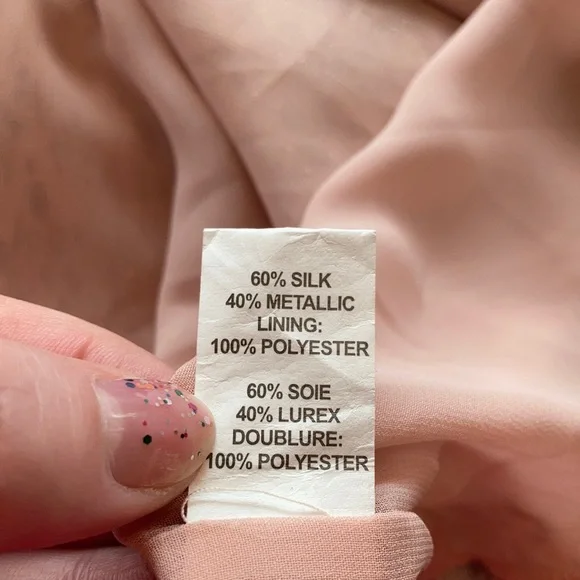 60% SILK
40% METALLIC
LINING:
100% POLYESTER
60% SOIE
40% LUREX
DOUBLURE:
100% POLYESTER